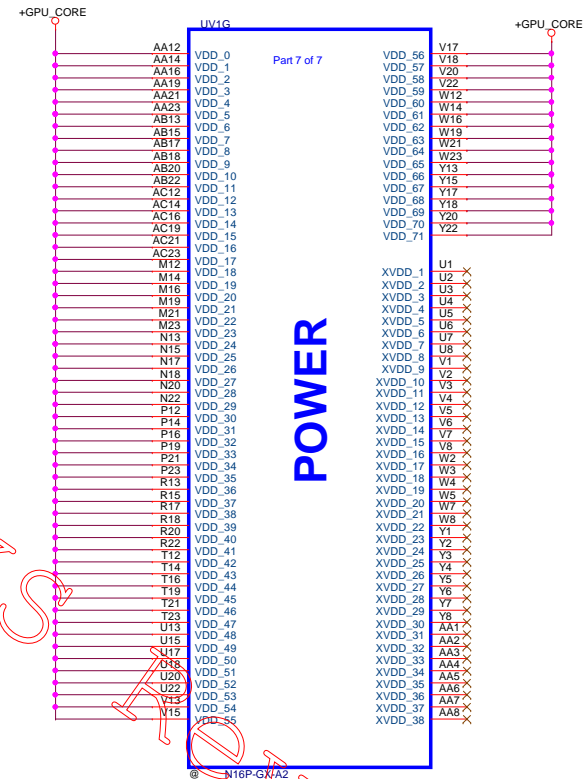 +GPU_CORE
+GPU_CORE
UV1G
Part 7 of 7
AA12 VDD_0 VDD_56 V17
AA14 VDD_1 VDD_57 V18
AA16 VDD_2 VDD_58 V20
AA19 VDD_3 VDD_59 V22
AA21 VDD_4 VDD_60 W12
AA23 VDD_5 VDD_61 W14
AB13 VDD_6 VDD_62 W16
AB15 VDD_7 VDD_63 W19
AB17 VDD_8 VDD_64 W21
AB18 VDD_9 VDD_65 W23
AB20 VDD_10 VDD_66 Y13
AB22 VDD_11 VDD_67 Y15
AC12 VDD_12 VDD_68 Y17
AC14 VDD_13 VDD_69 Y18
AC16 VDD_14 VDD_70 Y20
AC19 VDD_15 VDD_71 Y22
AC21 VDD_16
AC23 VDD_17
M12 VDD_18 XVDD_1 U1
M14 VDD_19 XVDD_2 U2
M16 VDD_20 XVDD_3 U3
M19 VDD_21 XVDD_4 U4
M21 VDD_22 XVDD_5 U5
M23 VDD_23 XVDD_6 U6
N13 VDD_24 XVDD_7 U7
N15 VDD_25 XVDD_8 U8
N17 VDD_26 XVDD_9 V1
N18 VDD_27 XVDD_10 V2
N20 VDD_28 XVDD_11 V3
N22 VDD_29 XVDD_12 V4
P12 VDD_30 XVDD_13 V5
P14 VDD_31 XVDD_14 V6
P16 VDD_32 XVDD_15 V7
P19 VDD_33 XVDD_16 V8
P21 VDD_34 XVDD_17 W2
P23 VDD_35 XVDD_18 W3
R13 VDD_36 XVDD_19 W4
R15 VDD_37 XVDD_20 W5
R17 VDD_38 XVDD_21 W7
R18 VDD_39 XVDD_22 W8
R20 VDD_40 XVDD_23 Y1
R22 VDD_41 XVDD_24 Y2
T12 VDD_42 XVDD_25 Y3
T14 VDD_43 XVDD_26 Y4
T16 VDD_44 XVDD_27 Y5
T19 VDD_45 XVDD_28 Y6
T21 VDD_46 XVDD_29 Y7
T23 VDD_47 XVDD_30 Y8
U13 VDD_48 XVDD_31 AA1
U15 VDD_49 XVDD_32 AA2
U17 VDD_50 XVDD_33 AA3
U18 VDD_51 XVDD_34 AA4
U20 VDD_52 XVDD_35 AA5
U22 VDD_53 XVDD_36 AA6
V13 VDD_54 XVDD_37 AA7
V15 VDD_55 XVDD_38 AA8
POWER
@ N16P-GX-A2